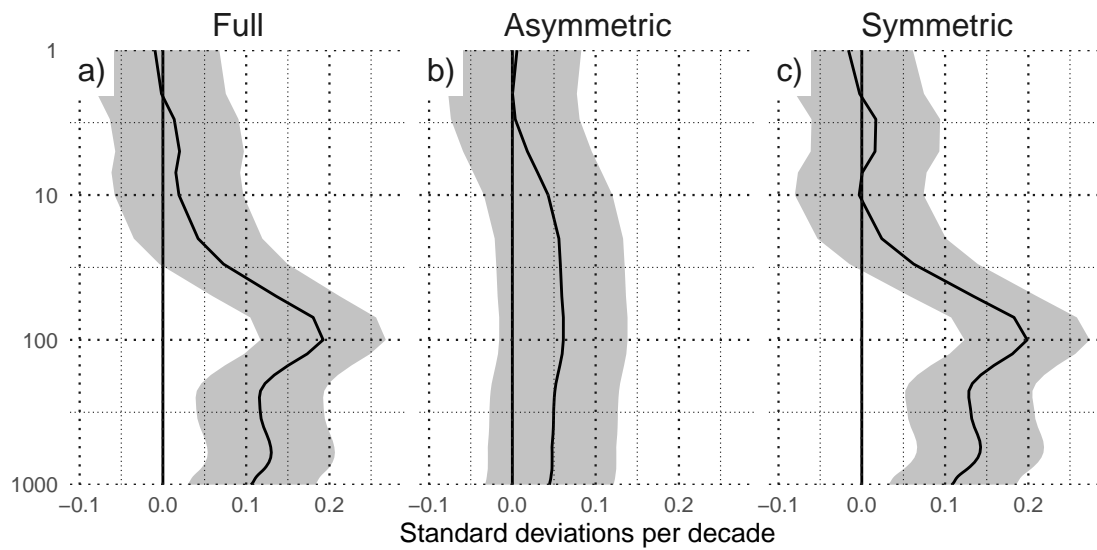 Full Asymmetric Symmetric
a) b) c)
1
10
100
1000
−0.1 0.0 0.1 0.2 −0.1 0.0 0.1 0.2 −0.1 0.0 0.1 0.2
Standard deviations per decade